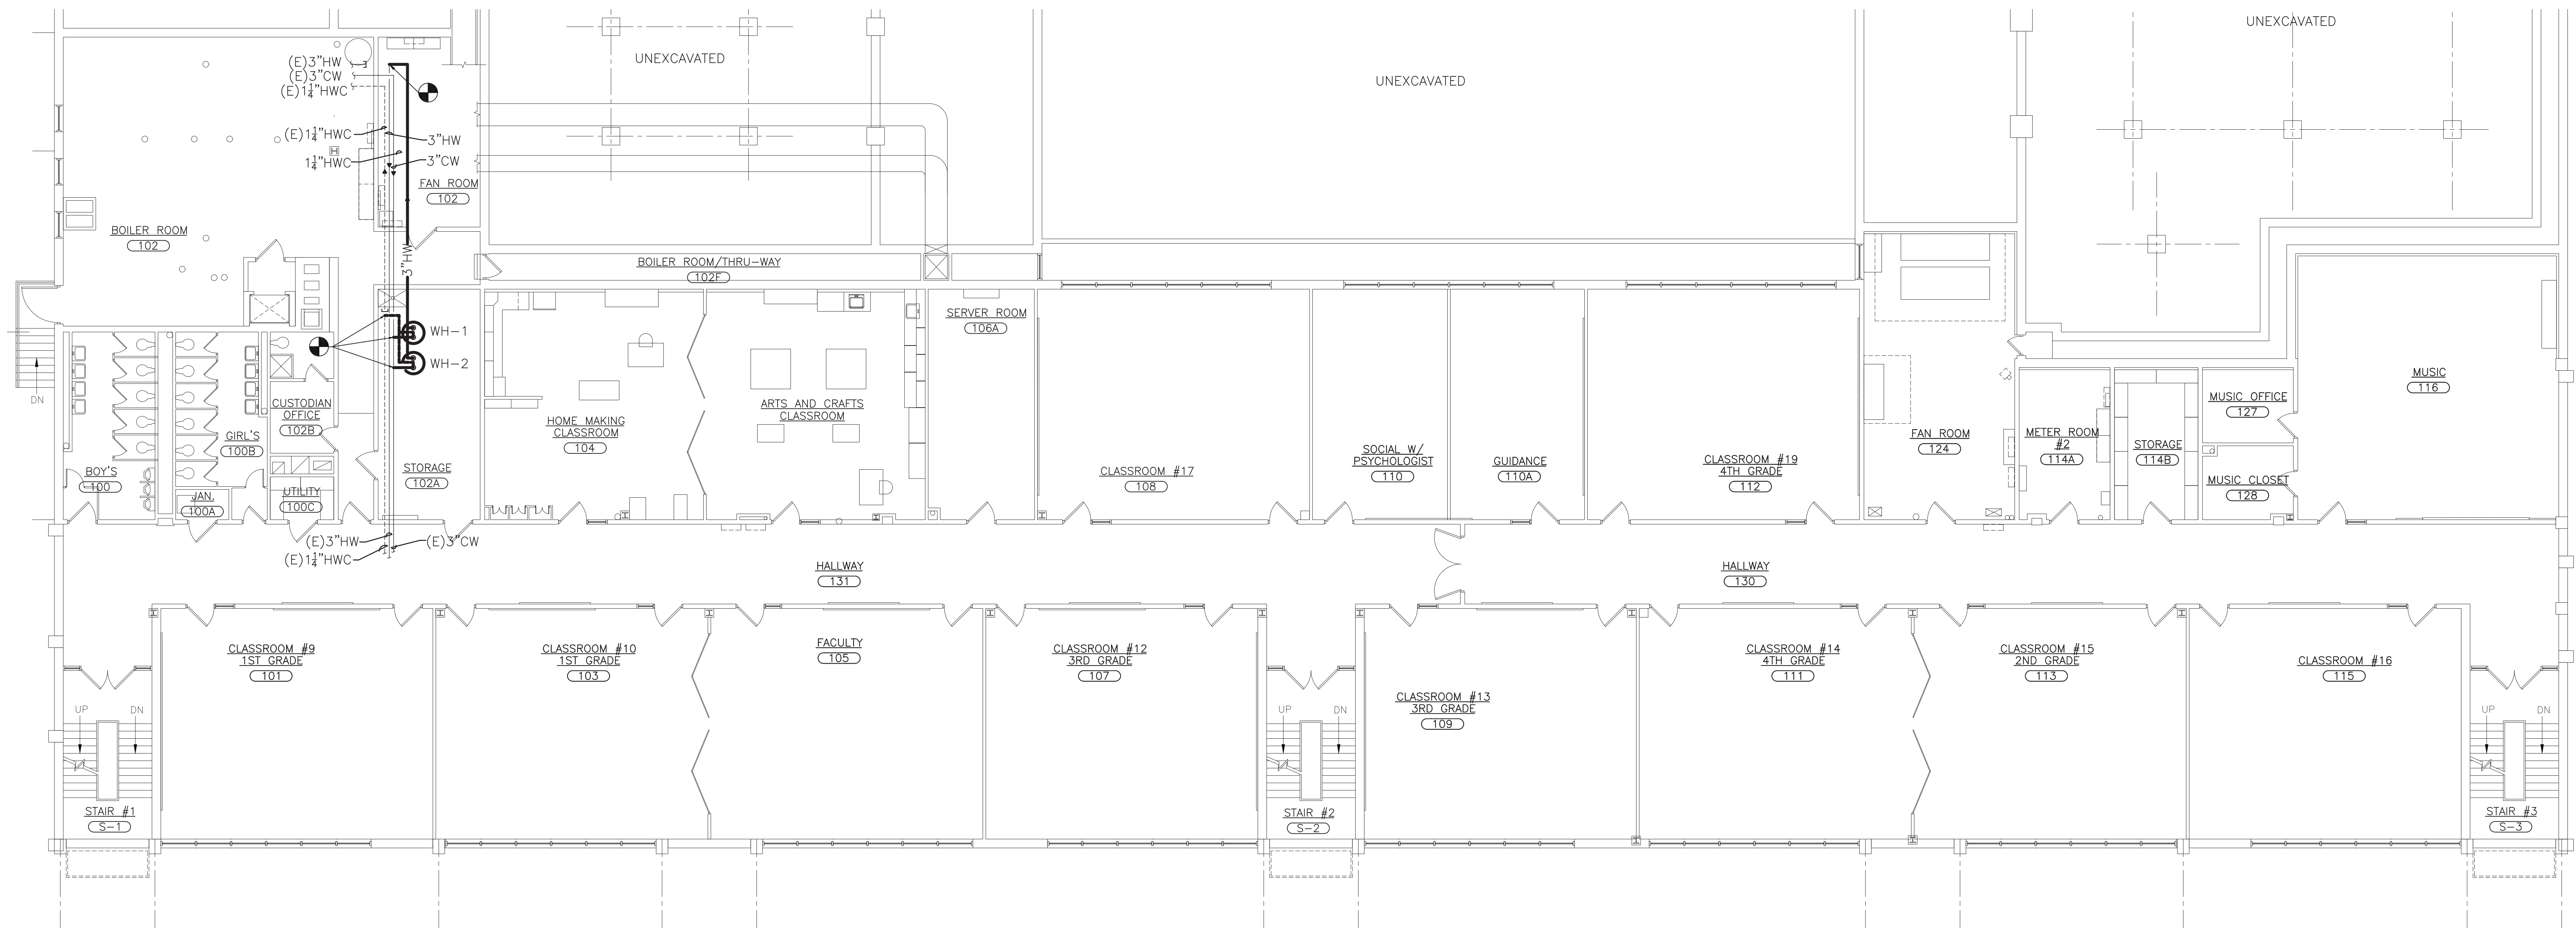 UNEXCAVATED
UNEXCAVATED
UNEXCAVATED
(E)3"HW
(E)3"CW
(E)1¼"HWC
(E)1¼"HWC
3"HW
1¼"HWC
3"CW
FAN ROOM
102
BOILER ROOM
102
3"HW
BOILER ROOM/THRU-WAY
102F
WH-1
WH-2
DN
CUSTODIAN
OFFICE
102B
GIRL'S
100B
BOY'S
100
JAN.
100A
UTILITY
100C
STORAGE
102A
HOME MAKING
CLASSROOM
104
ARTS AND CRAFTS
CLASSROOM
SERVER ROOM
106A
CLASSROOM #17
108
SOCIAL W/
PSYCHOLOGIST
110
GUIDANCE
110A
CLASSROOM #19
4TH GRADE
112
FAN ROOM
124
METER ROOM
#2
114A
STORAGE
114B
MUSIC OFFICE
127
MUSIC CLOSET
128
MUSIC
116
(E)3"HW
(E)3"CW
(E)1¼"HWC
HALLWAY
131
HALLWAY
130
CLASSROOM #9
1ST GRADE
101
CLASSROOM #10
1ST GRADE
103
FACULTY
105
CLASSROOM #12
3RD GRADE
107
CLASSROOM #13
3RD GRADE
109
CLASSROOM #14
4TH GRADE
111
CLASSROOM #15
2ND GRADE
113
CLASSROOM #16
115
UP
DN
STAIR #1
S-1
UP
DN
STAIR #2
S-2
UP
DN
STAIR #3
S-3